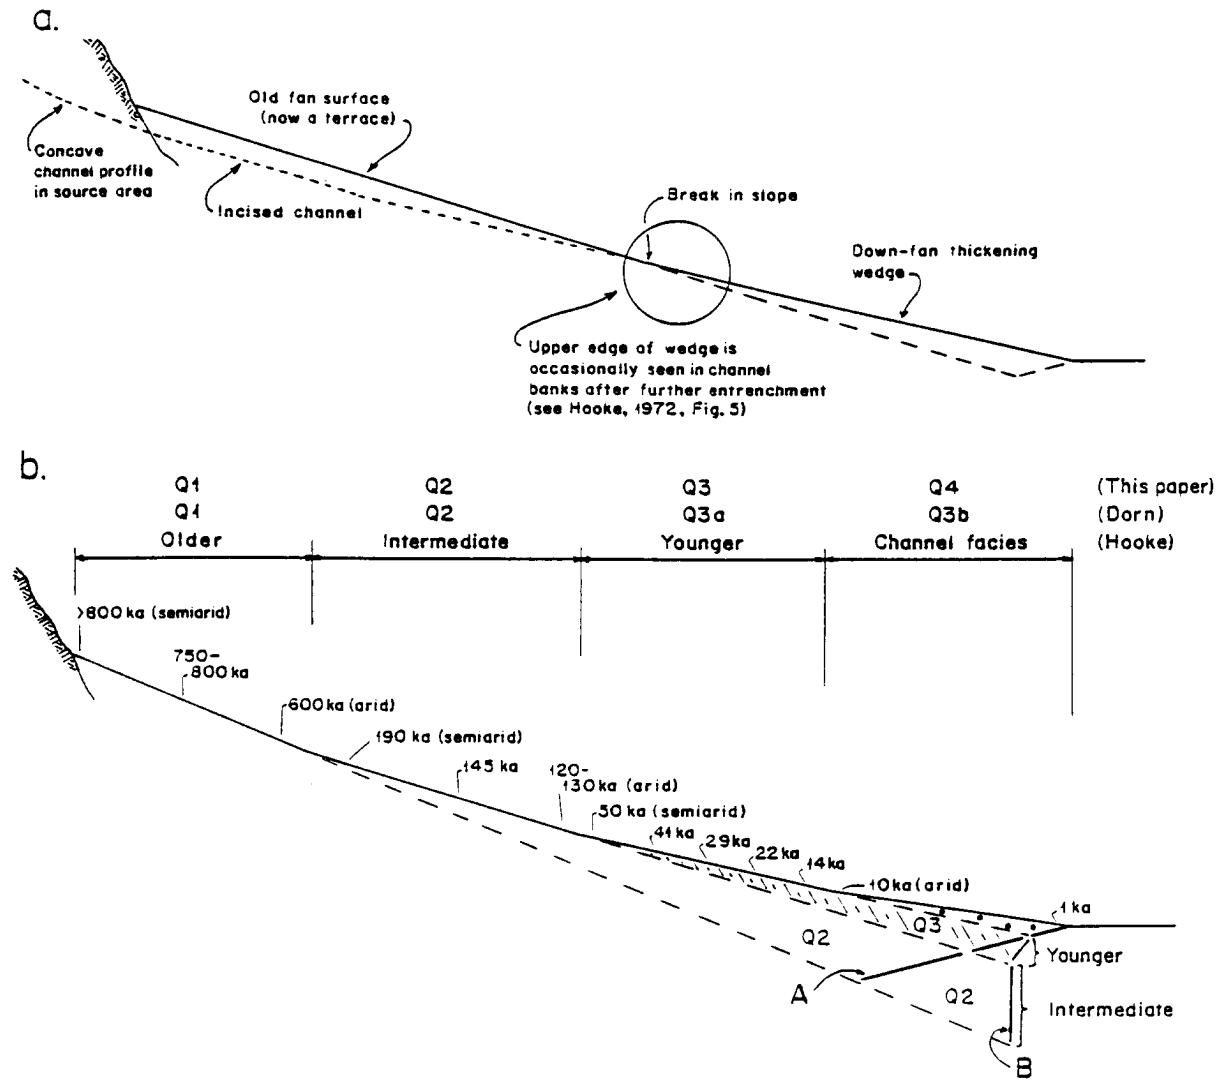 a.
Old fan surface
(now a terrace)
Concave
channel profile
in source area
Incised channel
Break in slope
Down-fan thickening
wedge
Upper edge of wedge is
occasionally seen in channel
banks after further entrenchment
(see Hooke, 1972, Fig. 5)
b.
Q1 Q2 Q3 Q4 (This paper)
Q1 Q2 Q3a Q3b (Dorn)
Older Intermediate Younger Channel facies (Hooke)
>800 ka (semiarid)
750-
800 ka
600 ka (arid)
190 ka (semiarid)
145 ka
120-
130 ka (arid)
50 ka (semiarid)
41 ka
29 ka
22 ka
14 ka
10 ka (arid)
1 ka
Q3
Q2
Younger
A
Q2
Intermediate
B